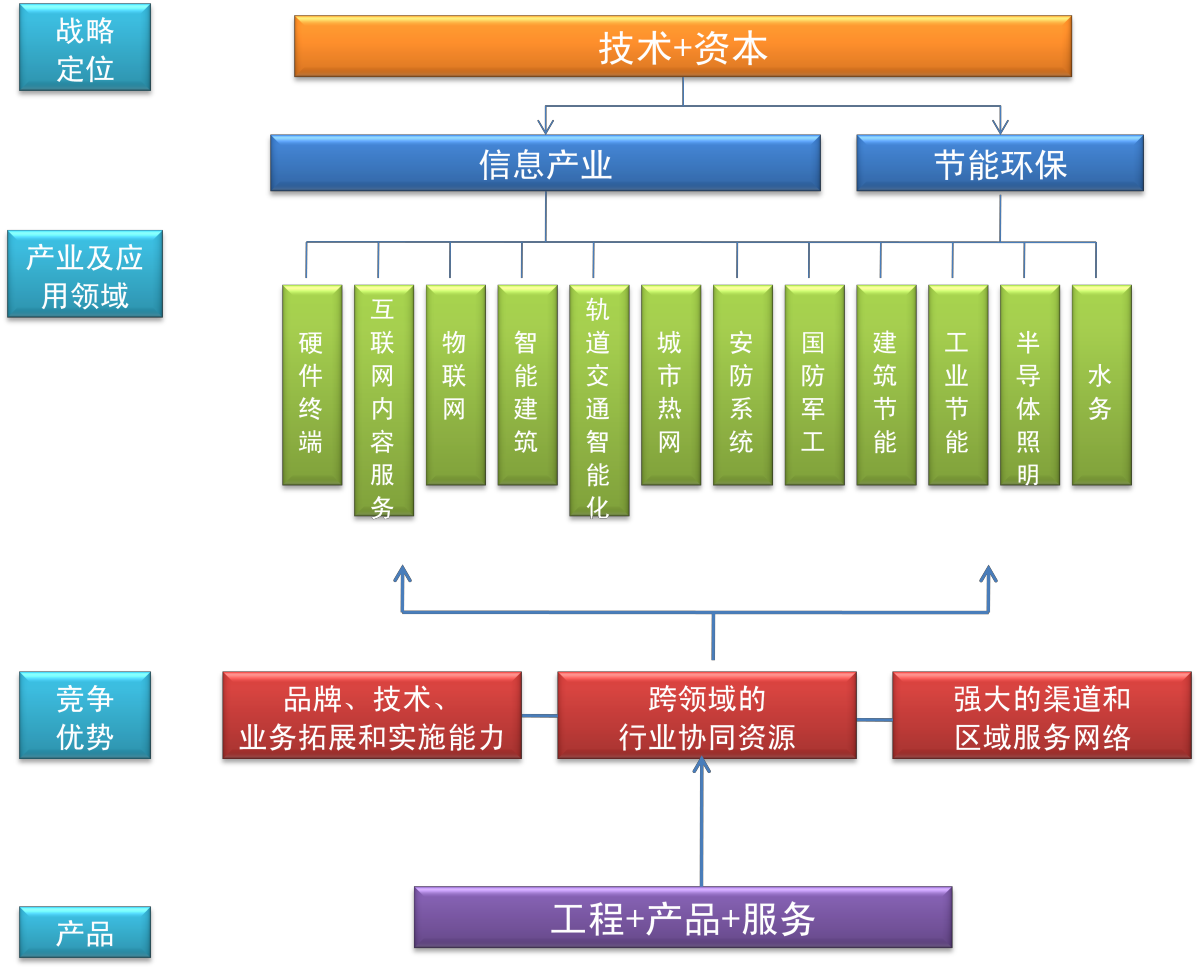 战略
定位
技术+资本
信息产业
节能环保
产业及应
用领域
硬件终端
互联网内容服务
物联网
智能建筑
轨道交通智能化
城市热网
安防系统
国防军工
建筑节能
工业节能
半导体照明
水务
竞争
优势
品牌、技术、
业务拓展和实施能力
跨领域的
行业协同资源
强大的渠道和
区域服务网络
产品
工程+产品+服务